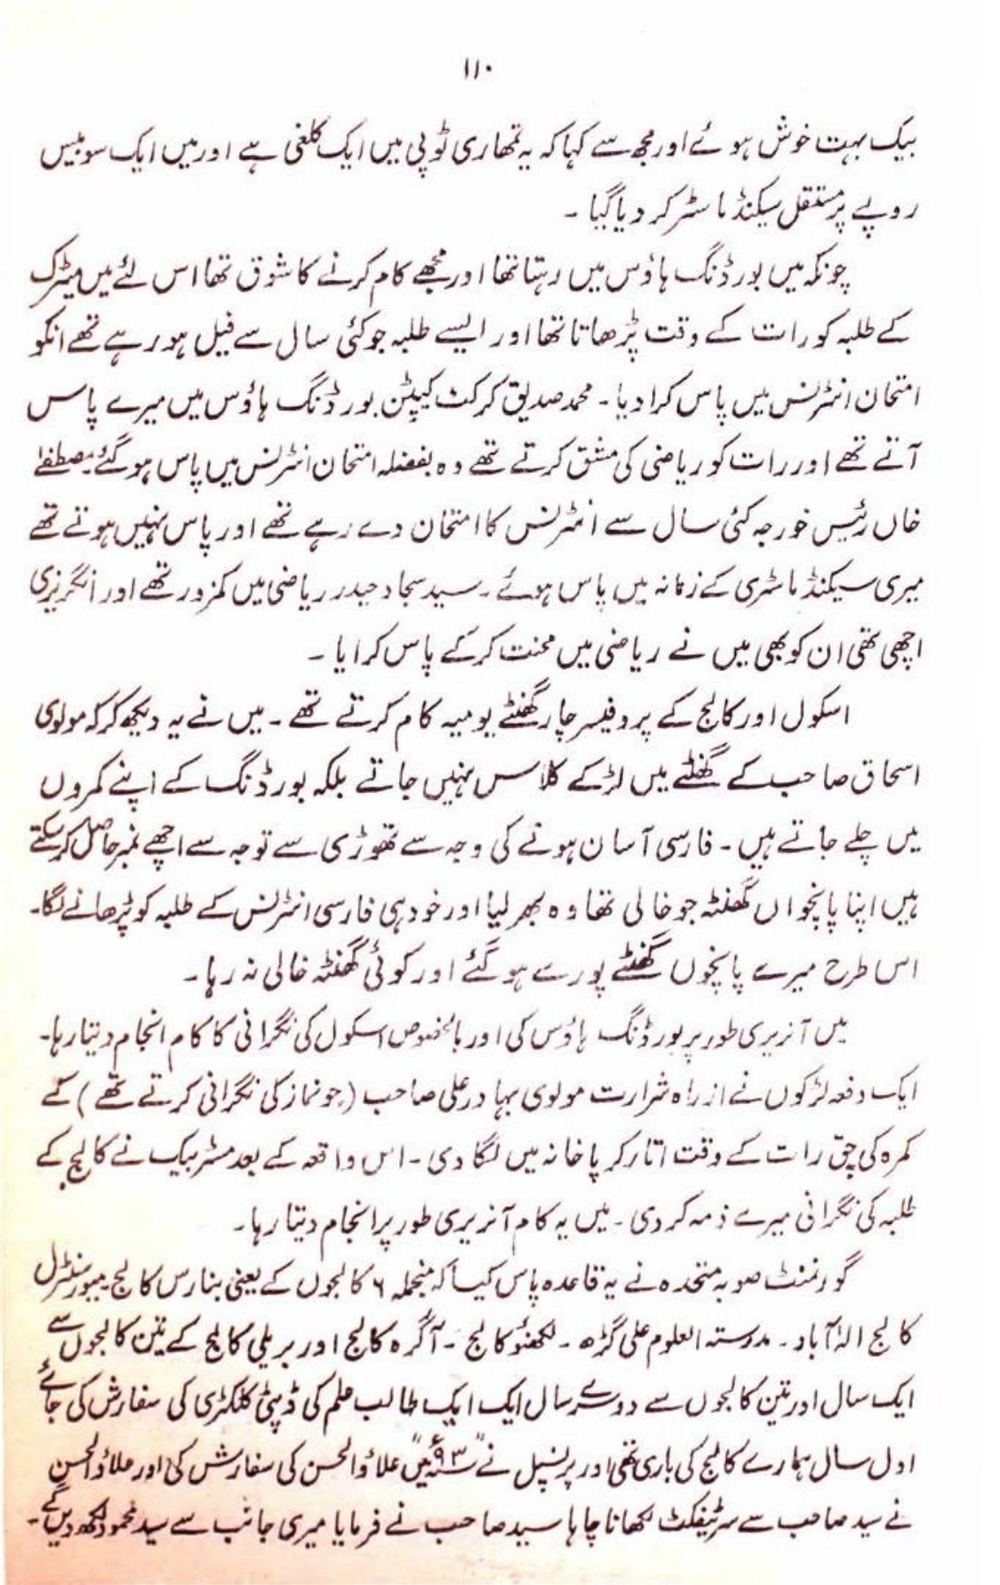 ۱۱۰
بیک بہت خوش ہوئے اور مجھ سے کہا کہ یہ تمھاری ٹوپی میں ایک کلغی ہے اور میں ایک سو بیس
روپے پر مستقل سیکنڈ ماسٹر کر دیا گیا ۔
چونکہ میں بورڈنگ ہاؤس میں رہتا تھا اور مجھے کام کرنے کا شوق تھا اس لئے میں میٹرک
کے طلبہ کو رات کے وقت پڑھاتا تھا اور ایسے طلبہ جو کئی سال سے فیل ہو رہے تھے انکو
امتحان انٹرنس میں پاس کرا دیا ۔ محمد صدیق کرکٹ کیپٹن بورڈنگ ہاؤس میں میرے پاس
آتے تھے اور رات کو ریاضی کی مشق کرتے تھے وہ بفضلہ امتحان انٹرنس میں پاس ہو گئے۔ مصطفےٰ
خاں رئیس خورجہ کئی سال سے انٹرنس کا امتحان دے رہے تھے اور پاس نہیں ہوتے تھے
میری سیکنڈ ماسٹری کے زمانہ میں پاس ہوئے ۔ سید سجاد حیدر ریاضی میں کمزور تھے اور انگریزی
اچھی تھی ان کو بھی میں نے ریاضی میں محنت کرکے پاس کرایا ۔
اسکول اور کالج کے پروفیسر چار گھنٹے یومیہ کام کرتے تھے ۔ میں نے یہ دیکھ کر کہ مولوی
اسحاق صاحب کے گھنٹے میں لڑکے کلاس نہیں جاتے بلکہ بورڈنگ کے اپنے کمروں
میں چلے جاتے ہیں ۔ فارسی آسان ہونے کی وجہ سے تھوڑی سے توجہ سے اچھے نمبر حاصل کر سکتے
ہیں اپنا پانچواں گھنٹہ جو خالی تھا وہ بھر لیا اور خود ہی فارسی انٹرنس کے طلبہ کو پڑھانے لگا۔
اس طرح میرے پانچوں گھنٹے پورے ہو گئے اور کوئی گھنٹہ خالی نہ رہا ۔
میں آنریری طور پر بورڈنگ ہاؤس کی اور بالخصوص اسکول کی نگرانی کا کام انجام دیتا رہا۔
ایک دفعہ لڑکوں نے از راہ شرارت مولوی بہادر علی صاحب (جو نماز کی نگرانی کرتے تھے) کے
کمرہ کی چق رات کے وقت اتار کر پاخانہ میں لگا دی ۔ اس واقعہ کے بعد مسٹر بیک نے کالج کے
طلبہ کی نگرانی میرے ذمہ کر دی ۔ میں یہ کام آنریری طور پر انجام دیتا رہا ۔
گورنمنٹ صوبہ متحدہ نے یہ قاعدہ پاس کیا کہ منجملہ ۶ کالجوں کے یعنی بنارس کالج ۔ میور سنٹرل
کالج الہٰ آباد ۔ مدرستہ العلوم علی گڑھ ۔ لکھنؤ کالج ۔ آگرہ کالج اور بریلی کالج کے تین کالجوں سے
ایک سال اور تین کالجوں سے دوسرے سال ایک ایک طالب علم کی ڈپٹی کلکٹری کی سفارش کی جائے
اول سال ہمارے کالج کی باری تھی اور پرنسپل نے "۹۳ء میں" علاؤالحسن کی سفارش کی اور علاؤالحسن
نے سید صاحب سے سرٹیفکٹ لکھانا چاہا سید صاحب نے فرمایا میری جانب سے سید محمود لکھ دیں گے۔